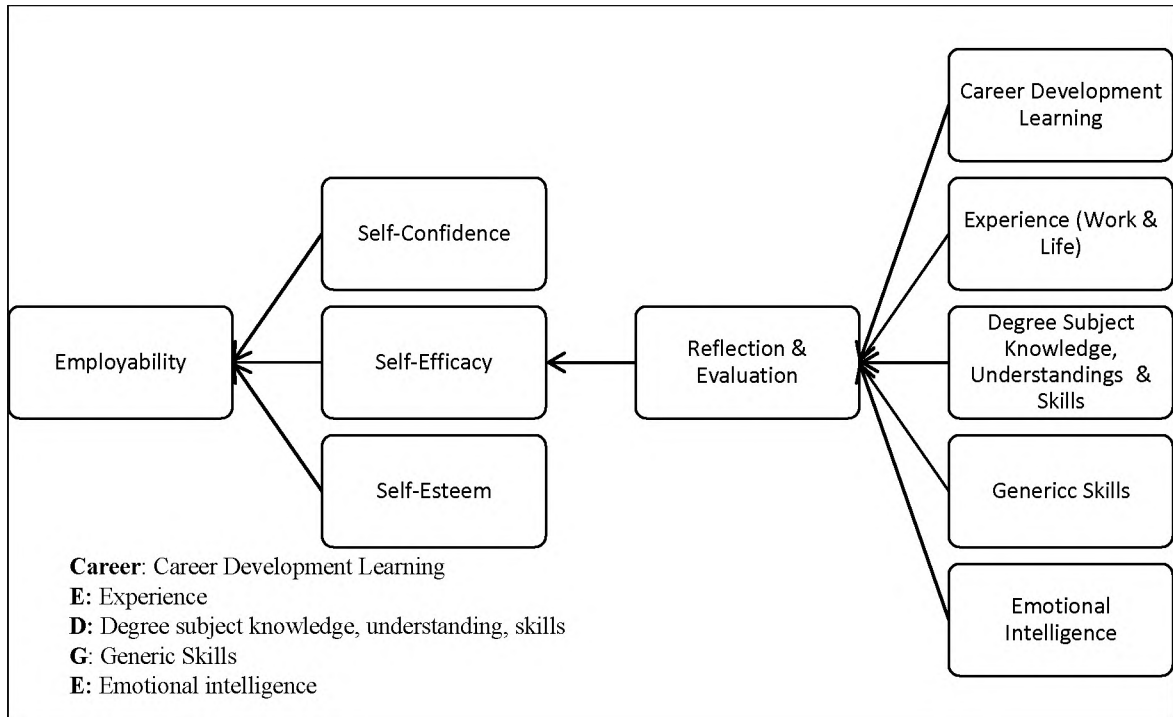 Career Development
Learning
Experience (Work &
Life)
Self-Confidence
Employability
Self-Efficacy
Reflection &
Evaluation
Degree Subject
Knowledge,
Understandings & 
Skills
Self-Esteem
Genericc Skills
Emotional
Intelligence
Career: Career Development Learning
E: Experience
D: Degree subject knowledge, understanding, skills
G: Generic Skills
E: Emotional intelligence